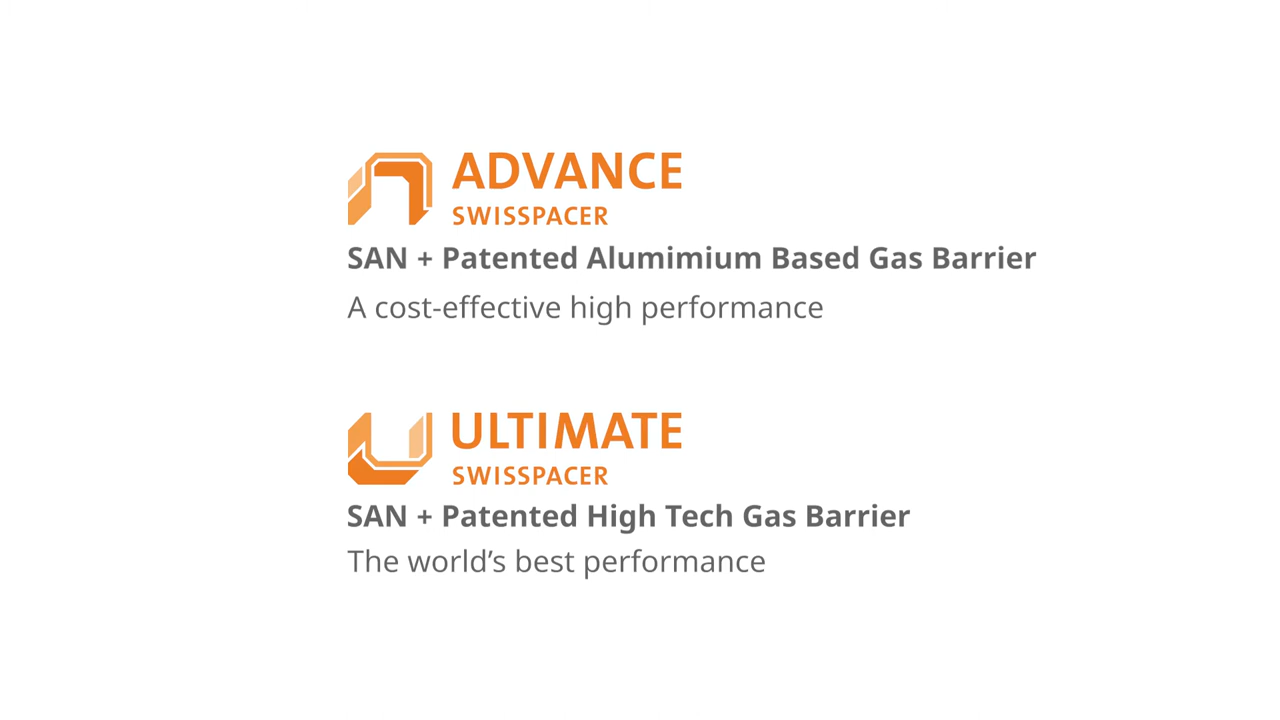 ADVANCE
SWISSPACER
SAN + Patented Alumimium Based Gas Barrier
A cost-effective high performance
ULTIMATE
SWISSPACER
SAN + Patented High Tech Gas Barrier
The world’s best performance